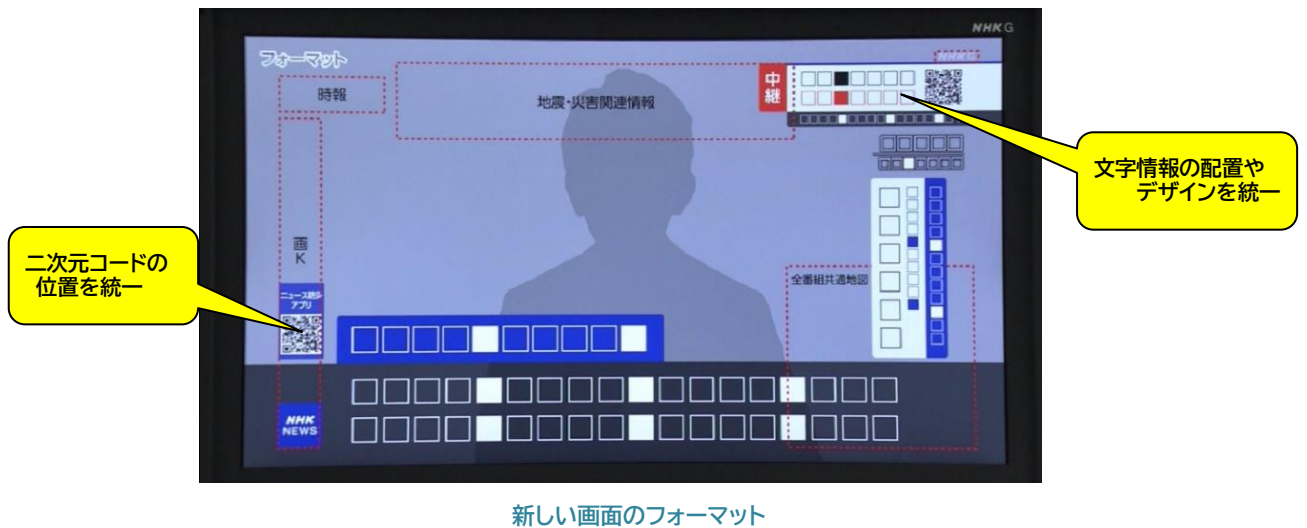 NHK G
フォーマット
NHK G
時報
地震・災害関連情報
中継
文字情報の配置や
デザインを統一
画K
二次元コードの
位置を統一
全番組共通地図
ニュース防災
アプリ
NHK
NEWS
新しい画面のフォーマット